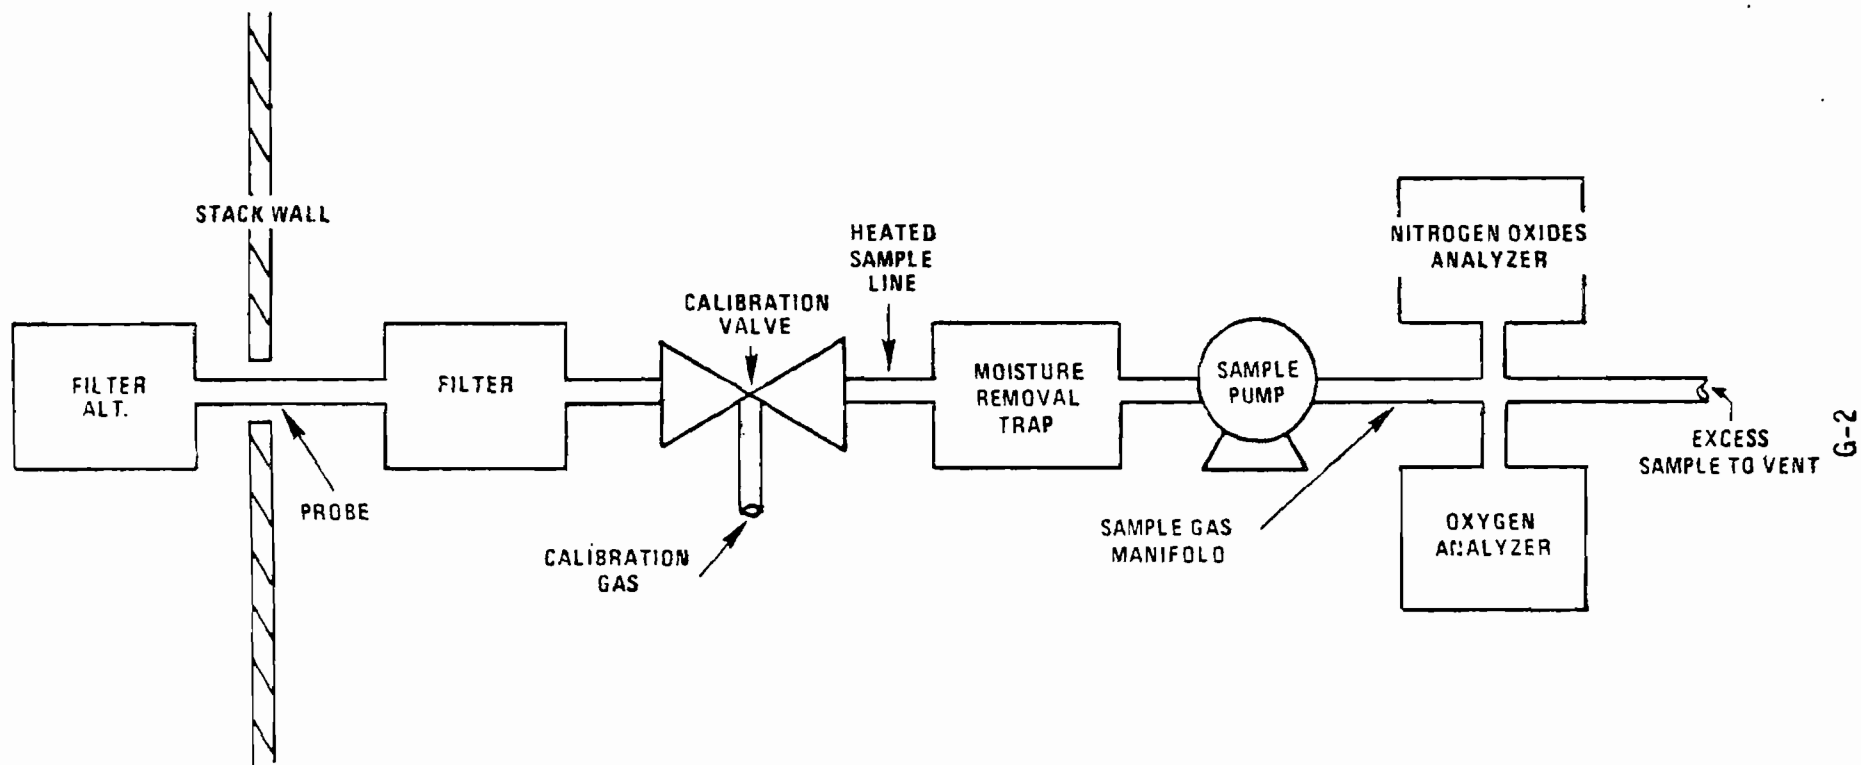 STACK WALL
FILTER
ALT.
PROBE
FILTER
CALIBRATION
VALVE
CALIBRATION
GAS
HEATED
SAMPLE
LINE
MOISTURE
REMOVAL
TRAP
SAMPLE
PUMP
SAMPLE GAS
MANIFOLD
NITROGEN OXIDES
ANALYZER
OXYGEN
ANALYZER
EXCESS
SAMPLE TO VENT
G-2